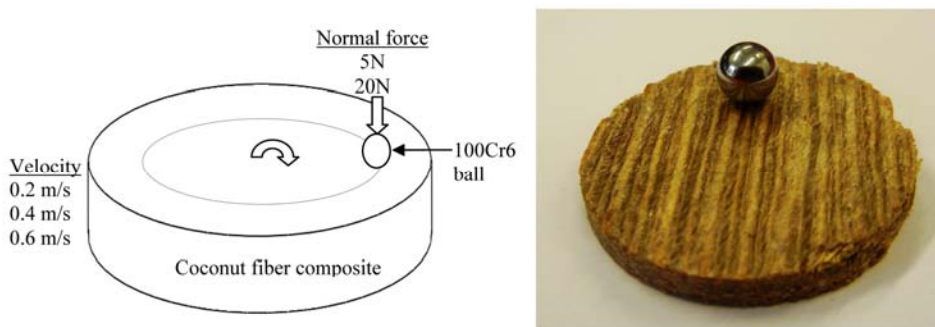 Normal force
5N
20N
100Cr6
ball
Velocity
0.2 m/s
0.4 m/s
0.6 m/s
Coconut fiber composite